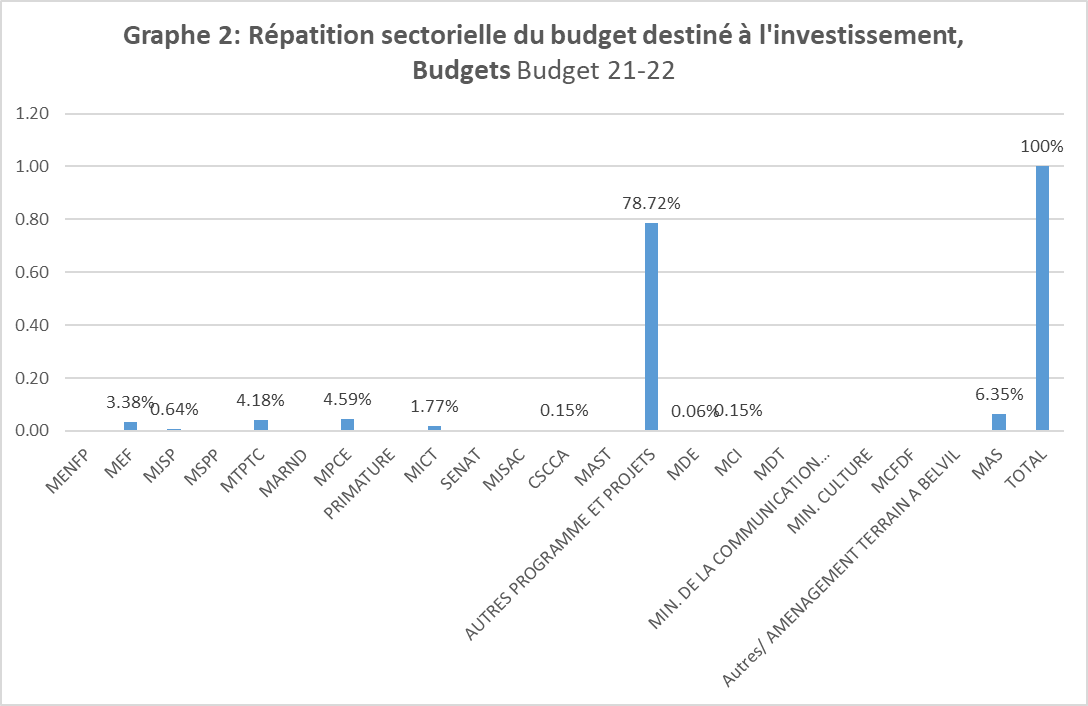 Graphe 2: Répatition sectorielle du budget destiné à l'investissement,
Budgets Budget 21-22
1.20
1.00
0.80
0.60
0.40
0.20
0.00
3.38%
0.64%
4.18%
4.59%
1.77%
0.15%
78.72%
0.06%
0.15%
6.35%
100%
MENFP
MEF
MJSP
MSPP
MTPTC
MARND
MPCE
PRIMATURE
MICT
SENAT
MJSAC
CSCCA
MAST
AUTRES PROGRAMME ET PROJETS
MDE
MCI
MDT
MIN. DE LA COMMUNICATION...
MIN. CULTURE
MCFDF
Autres/ AMENAGEMENT TERRAIN A BELVIL
MAS
TOTAL